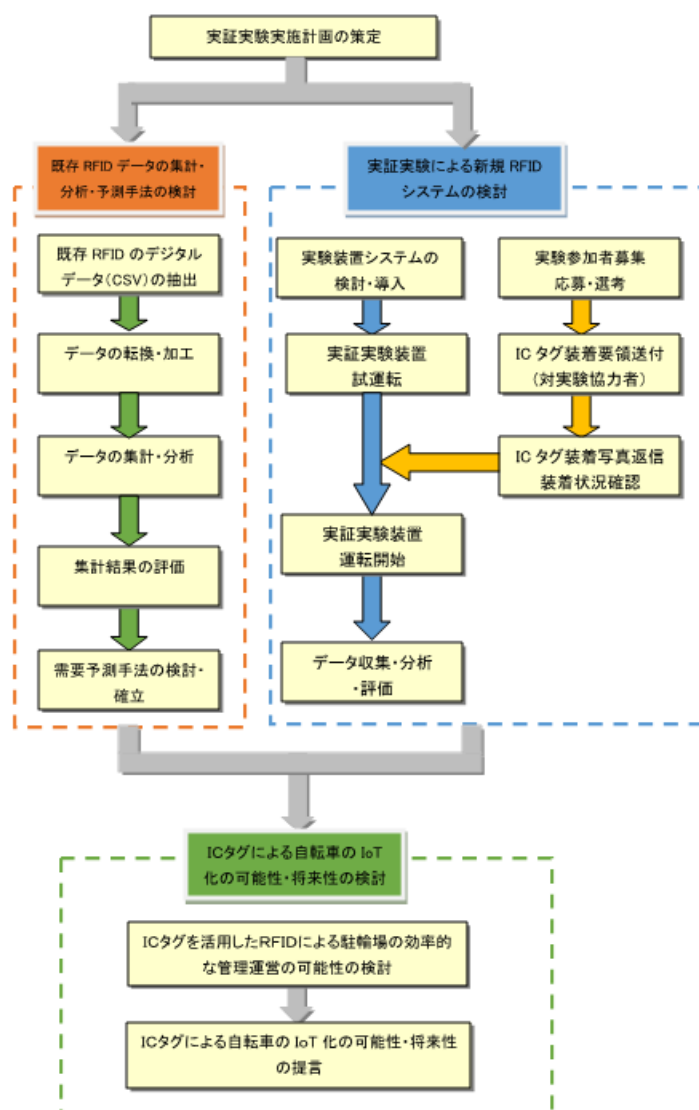 実証実験実施計画の策定
既存 RFID データの集計・
分析・予測手法の検討
既存 RFID のデジタル
データ（CSV）の抽出
データの転換・加工
データの集計・分析
集計結果の評価
需要予測手法の検討・
確立
実証実験による新規 RFID
システムの検討
実験装置システムの
検討・導入
実証実験装置
試運転
実験参加者募集
応募・選考
IC タグ装着要領送付
（対実験協力者）
IC タグ装着写真返信
装着状況確認
実証実験装置
運転開始
データ収集・分析
・評価
ICタグによる自転車の IoT
化の可能性・将来性の検討
ICタグを活用したRFIDによる駐輪場の効率的
な管理運営の可能性の検討
ICタグによる自転車の IoT 化の可能性・将来性
の提言